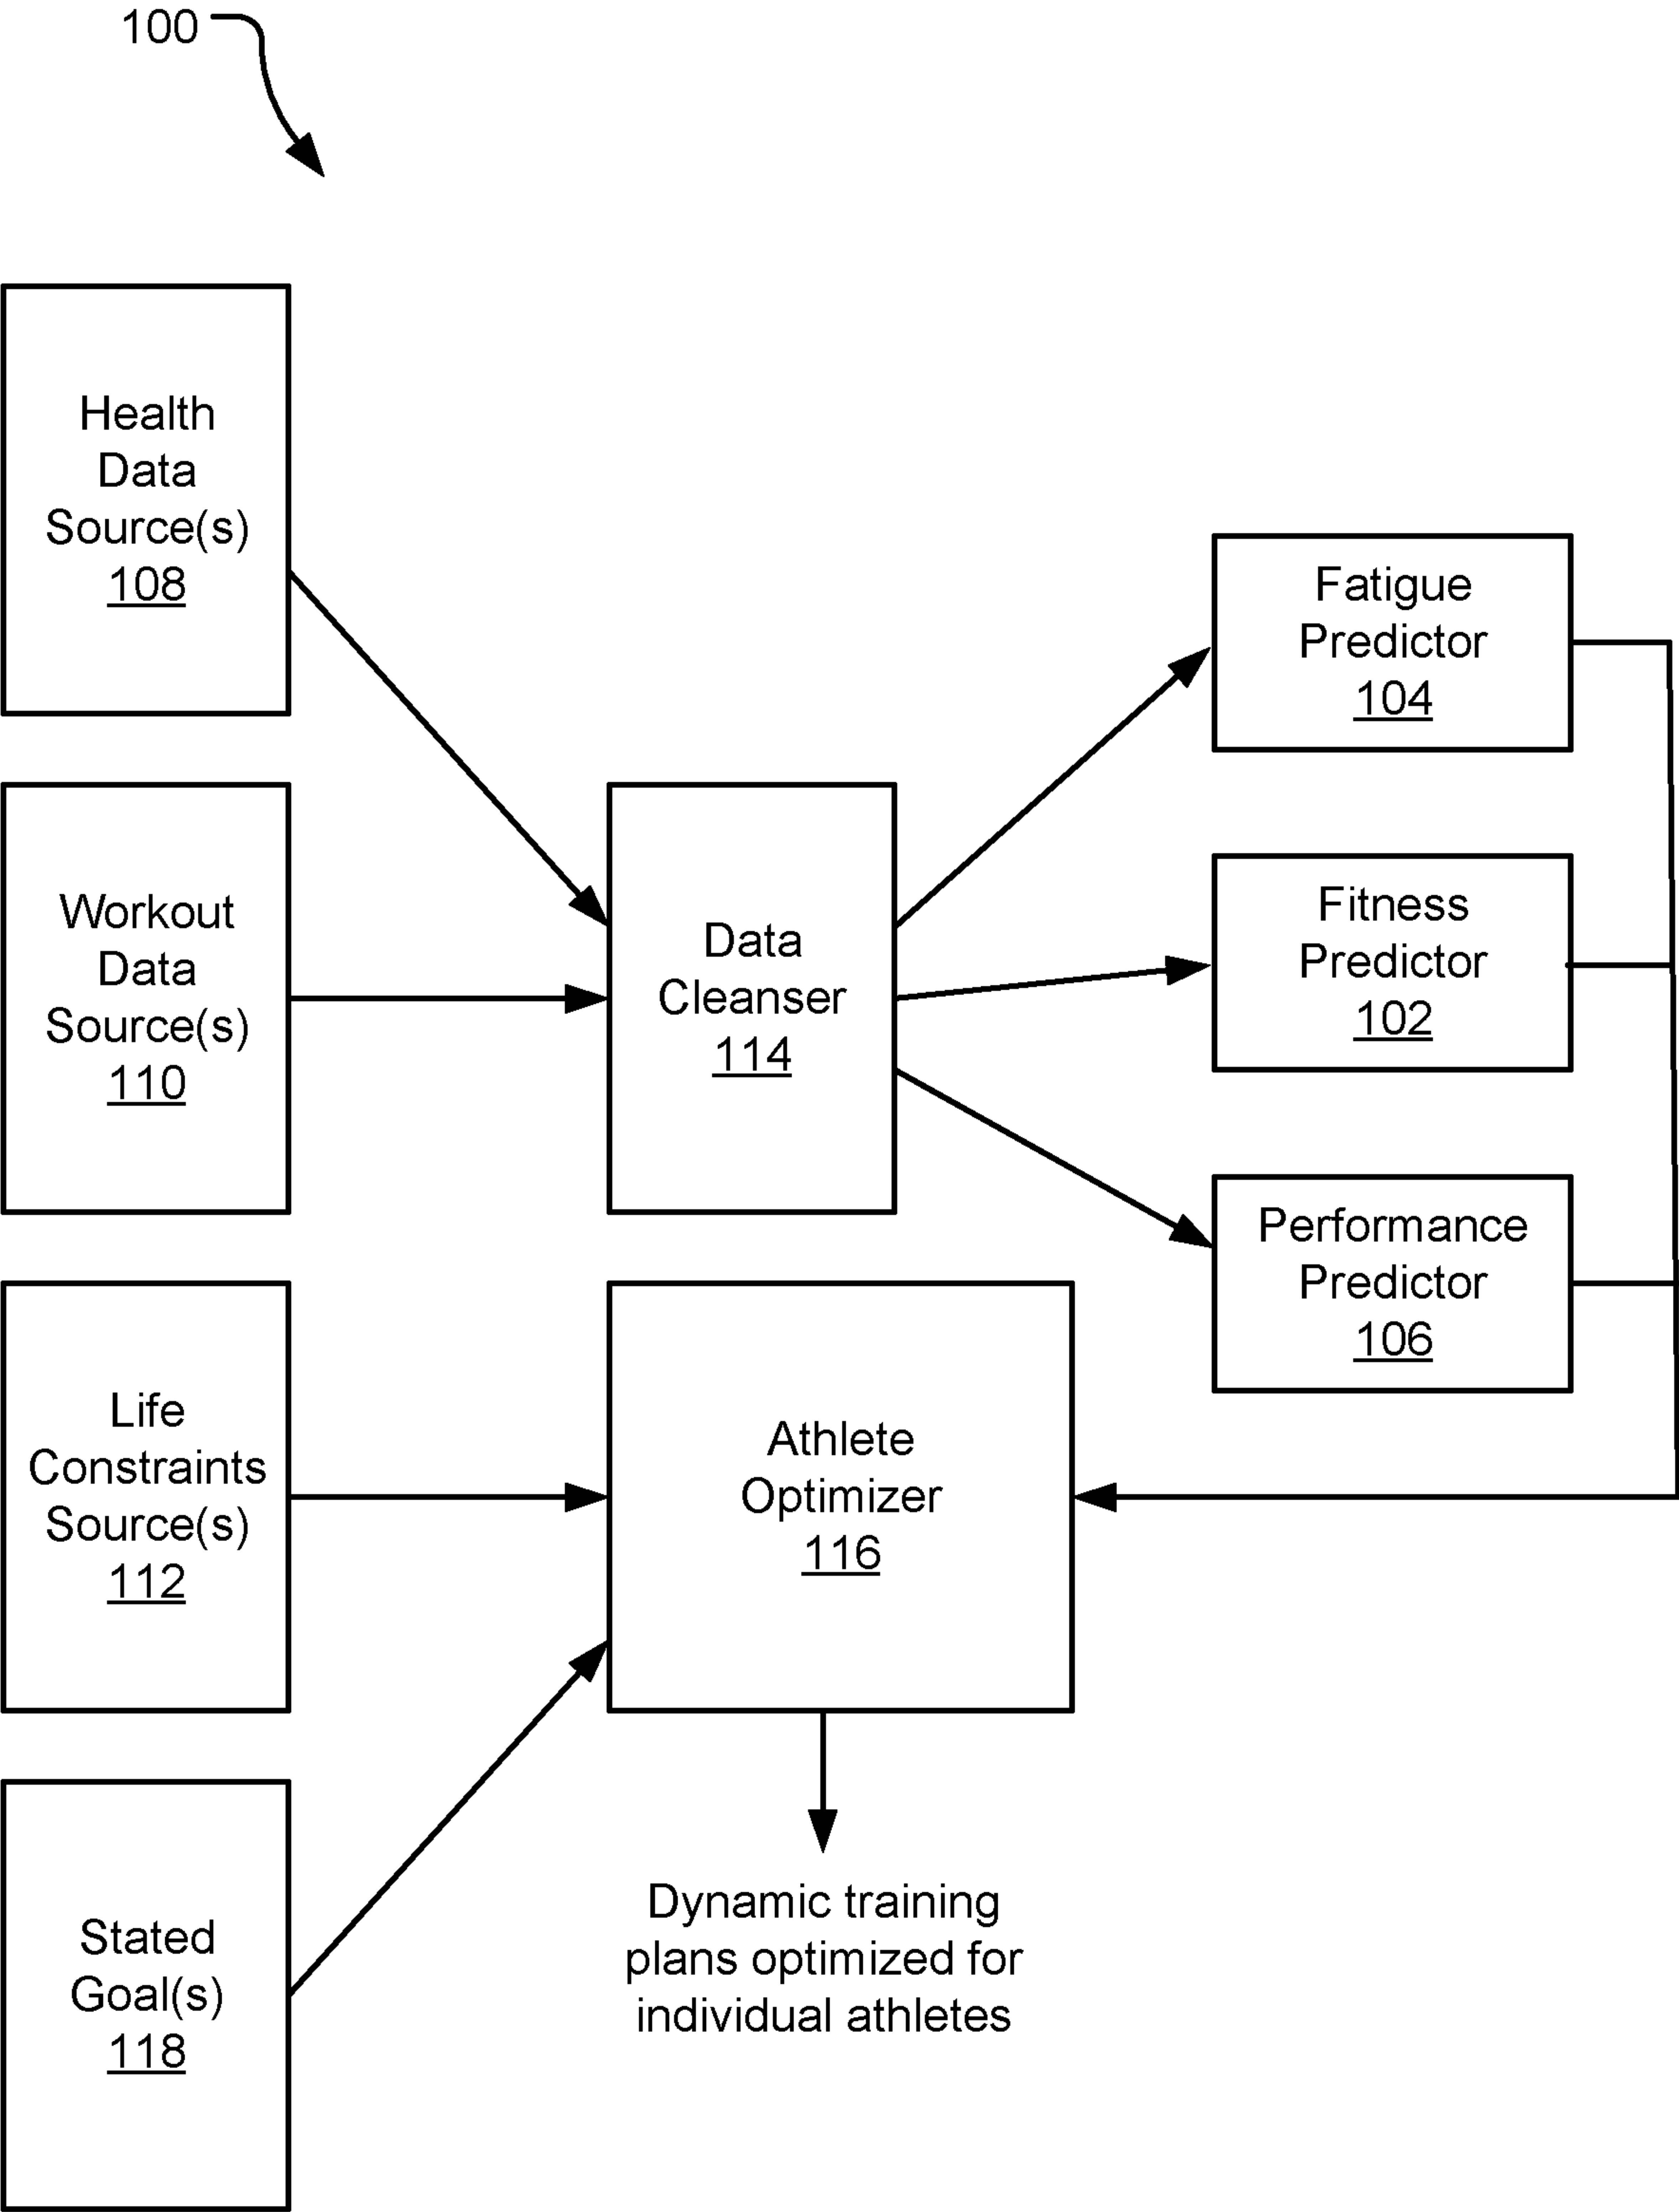 100
Health
Data
Source(s)
108
Workout
Data
Source(s)
110
Life
Constraints
Source(s)
112
Stated
Goal(s)
118
Data
Cleanser
114
Athlete
Optimizer
116
Dynamic training
plans optimized for
individual athletes
Fatigue
Predictor
104
Fitness
Predictor
102
Performance
Predictor
106